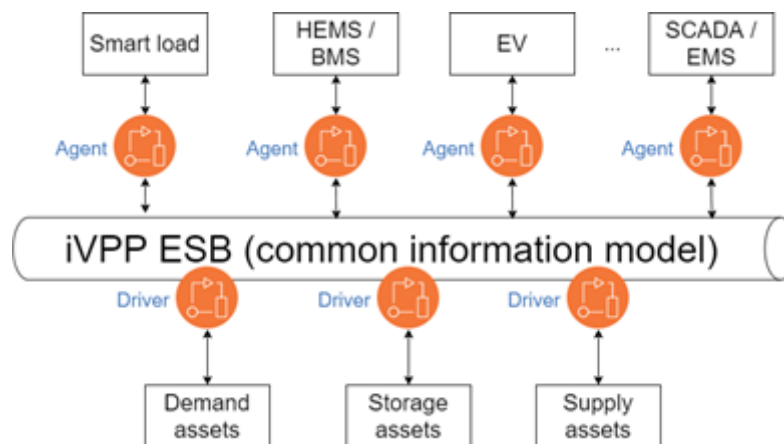 Smart load
HEMS /
BMS
EV
...
SCADA /
EMS
Agent
Agent
Agent
Agent
iVPP ESB (common information model)
Driver
Driver
Driver
Demand
assets
Storage
assets
Supply
assets